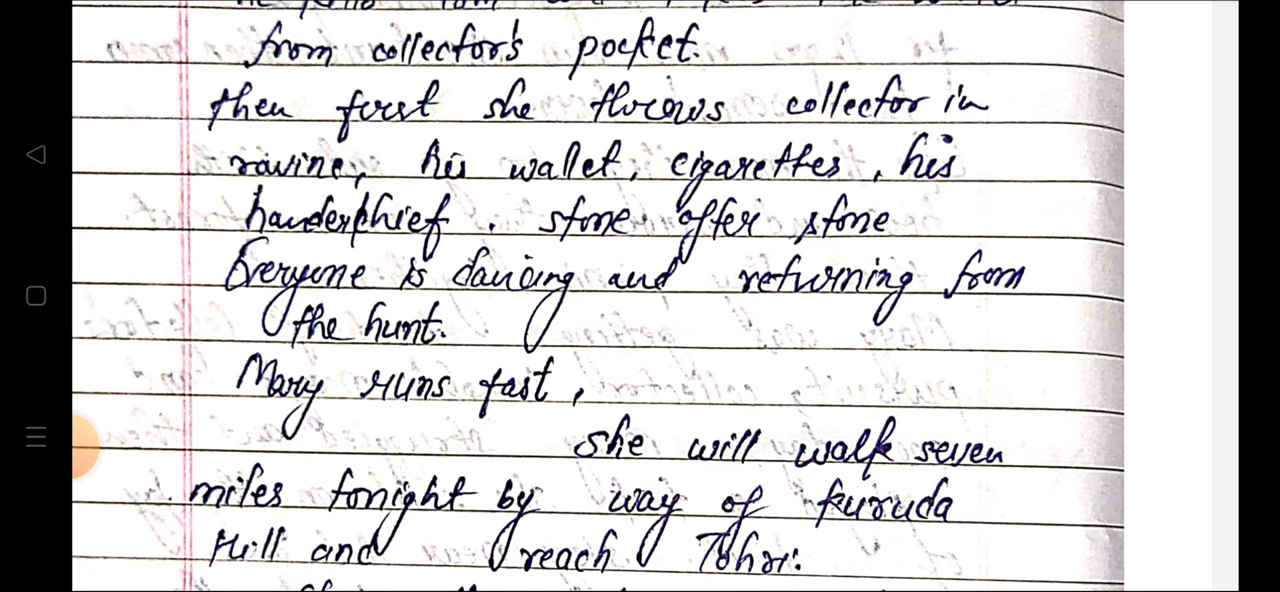 from collector's pocket.
then first she throws collector in
ravine, his wallet, cigarettes, his
handerkhief. stone after stone
Everyone is dancing and returning from
the hunt.
Mary runs fast,
she will walk seven
miles tonight by way of kuruda
Hill and reach Tohri.